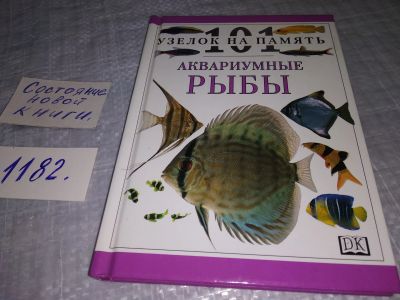 101
УЗЕЛОК НА ПАМЯТЬ
АКВАРИУМНЫЕ
РЫБЫ
DK
Состояние
новой
книги.
1182.